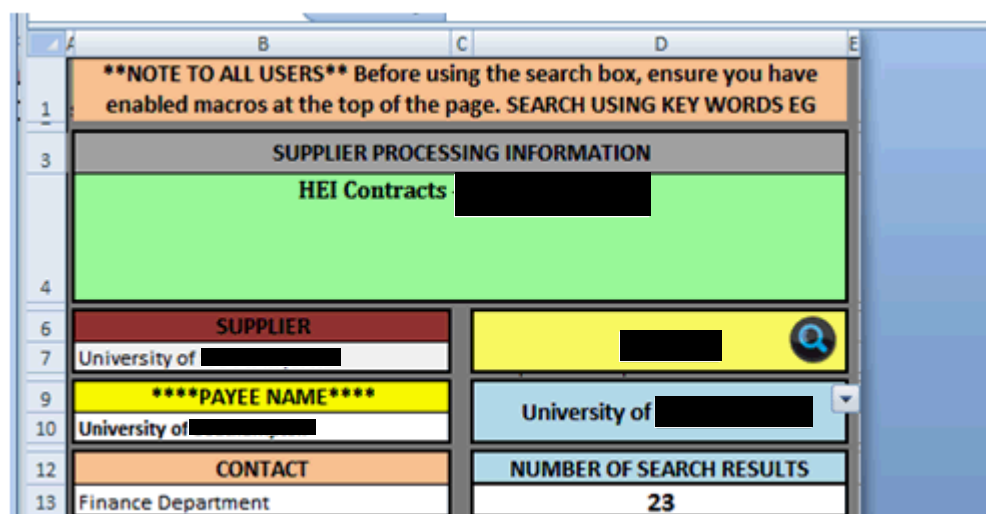 A B C D E
1 **NOTE TO ALL USERS** Before using the search box, ensure you have
enabled macros at the top of the page. SEARCH USING KEY WORDS EG
3 SUPPLIER PROCESSING INFORMATION
4 HEI Contracts -
6 SUPPLIER
7 University of
9 ****PAYEE NAME****
University of
10 University of
12 CONTACT NUMBER OF SEARCH RESULTS
13 Finance Department 23